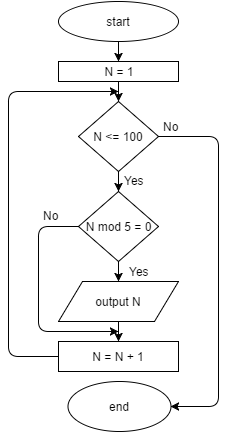 start
N = 1
N <= 100
No
Yes
No
N mod 5 = 0
Yes
output N
N = N + 1
end